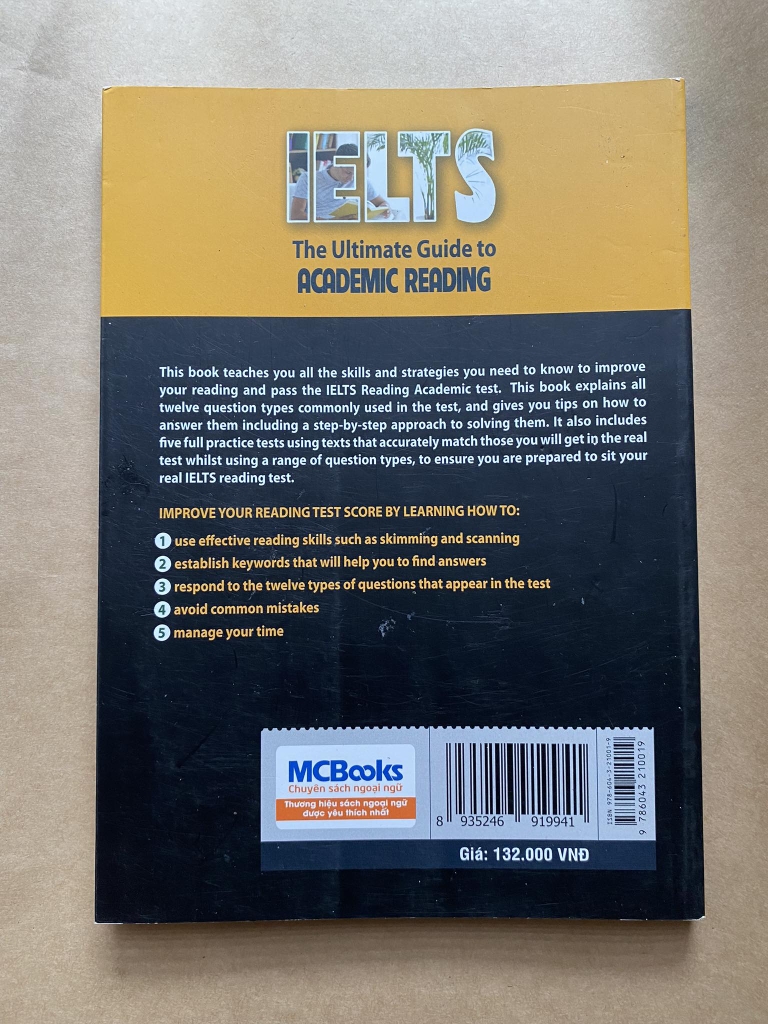 IELTS
The Ultimate Guide to
ACADEMIC READING
This book teaches you all the skills and strategies you need to know to improve
your reading and pass the IELTS Reading Academic test. This book explains all
twelve question types commonly used in the test, and gives you tips on how to
answer them including a step-by-step approach to solving them. It also includes
five full practice tests using texts that accurately match those you will get in the real
test whilst using a range of question types, to ensure you are prepared to sit your
real IELTS reading test.
IMPROVE YOUR READING TEST SCORE BY LEARNING HOW TO:
1 use effective reading skills such as skimming and scanning
2 establish keywords that will help you to find answers
3 respond to the twelve types of questions that appear in the test
4 avoid common mistakes
5 manage your time
MCBooks
Chuyên sách ngoại ngữ
Thương hiệu sách ngoại ngữ
được yêu thích nhất
8 935246 919941
ISBN 978-604-3-21001-9
9 786043 210019
Giá: 132.000 VNĐ